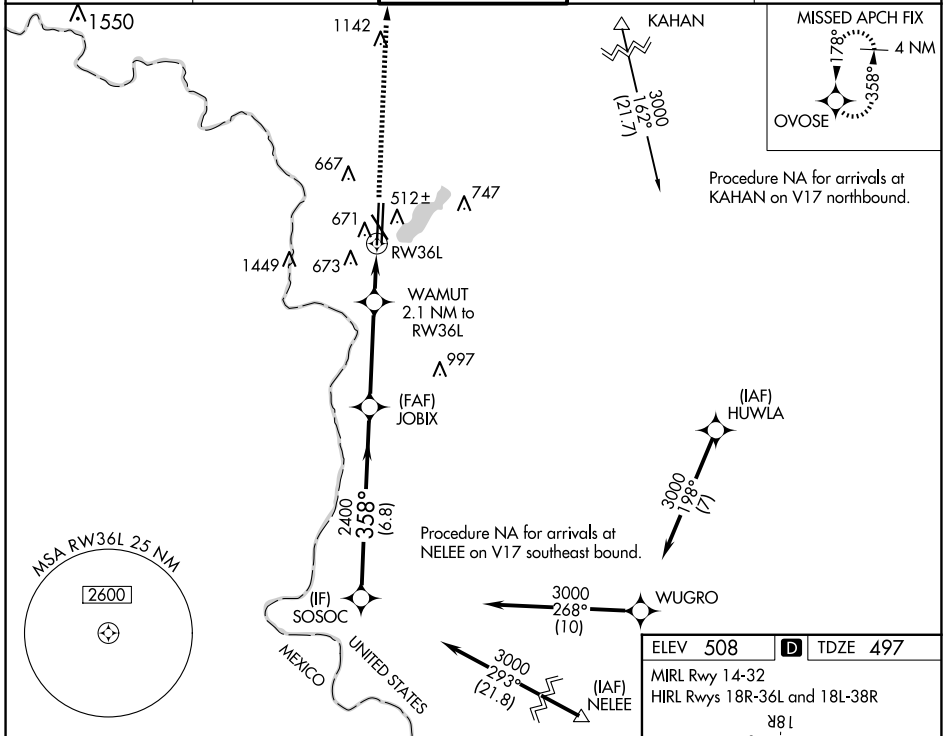 1550
1142
KAHAN
3000
162°
(21.7)
MISSED APCH FIX
178°
4 NM
358°
OVOSE
Procedure NA for arrivals at
KAHAN on V17 northbound.
667
512±
747
671
RW36L
1449
673
WAMUT
2.1 NM to
RW36L
997
(FAF)
JOBIX
(IAF)
HUWLA
3000
198°
(7)
2400
358°
(6.8)
Procedure NA for arrivals at
NELEE on V17 southeast bound.
MSA RW36L 25 NM
2600
(IF)
SOSOC
3000
268°
(10)
WUGRO
MEXICO
UNITED STATES
3000
293°
(21.8)
(IAF)
NELEE
ELEV 508 D TDZE 497
MIRL Rwy 14-32
HIRL Rwys 18R-36L and 18L-38R
18R